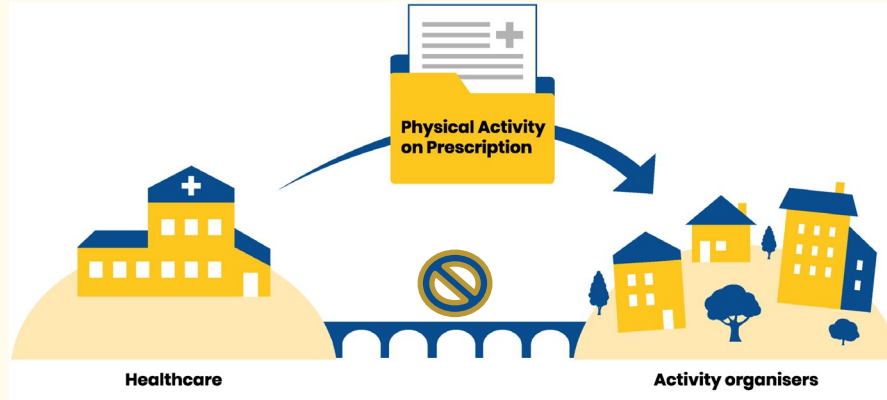 Physical Activity
on Prescription
Healthcare
Activity organisers